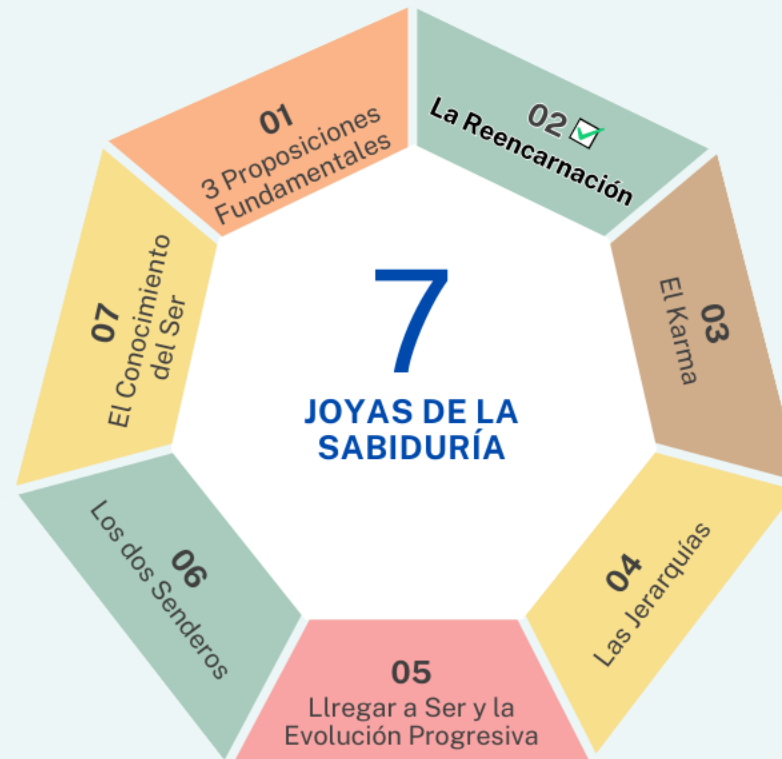 7
JOYAS DE LA
SABIDURÍA
01
3 Proposiciones
Fundamentales
02 ✅
La Reencarnación
03
El Karma
04
Las Jerarquías
05
Llregar a Ser y la
Evolución Progresiva
06
Los dos Senderos
07
El Conocimiento
del Ser